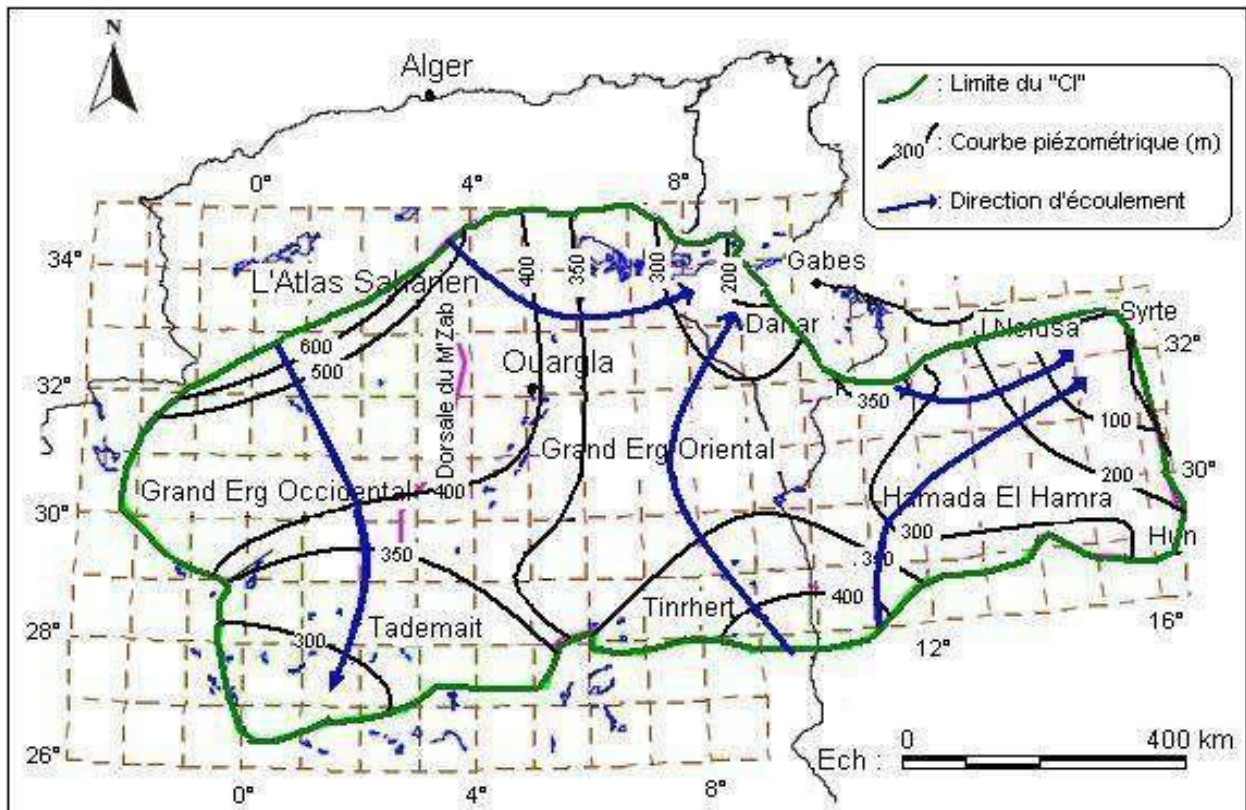 N
Alger
: Limite du "CI"
300 : Courbe piézométrique (m)
: Direction d'écoulement
0° 4° 8°
34°
L'Atlas Saharien
400 350 300 200
Gabes
Dahar
J.Nefusa
Syrte
600
500
Dorsale du M'Zab
Ouargla
32°
32°
350
100
Grand Erg Oriental
200
30°
Grand Erg Occidental
400
Hamada El Hamra
30°
300
Hun
350
350
Tinrhert
400
28°
300
Tademait
12°
16°
26°
0° 4° 8°
Ech :
0 400 km